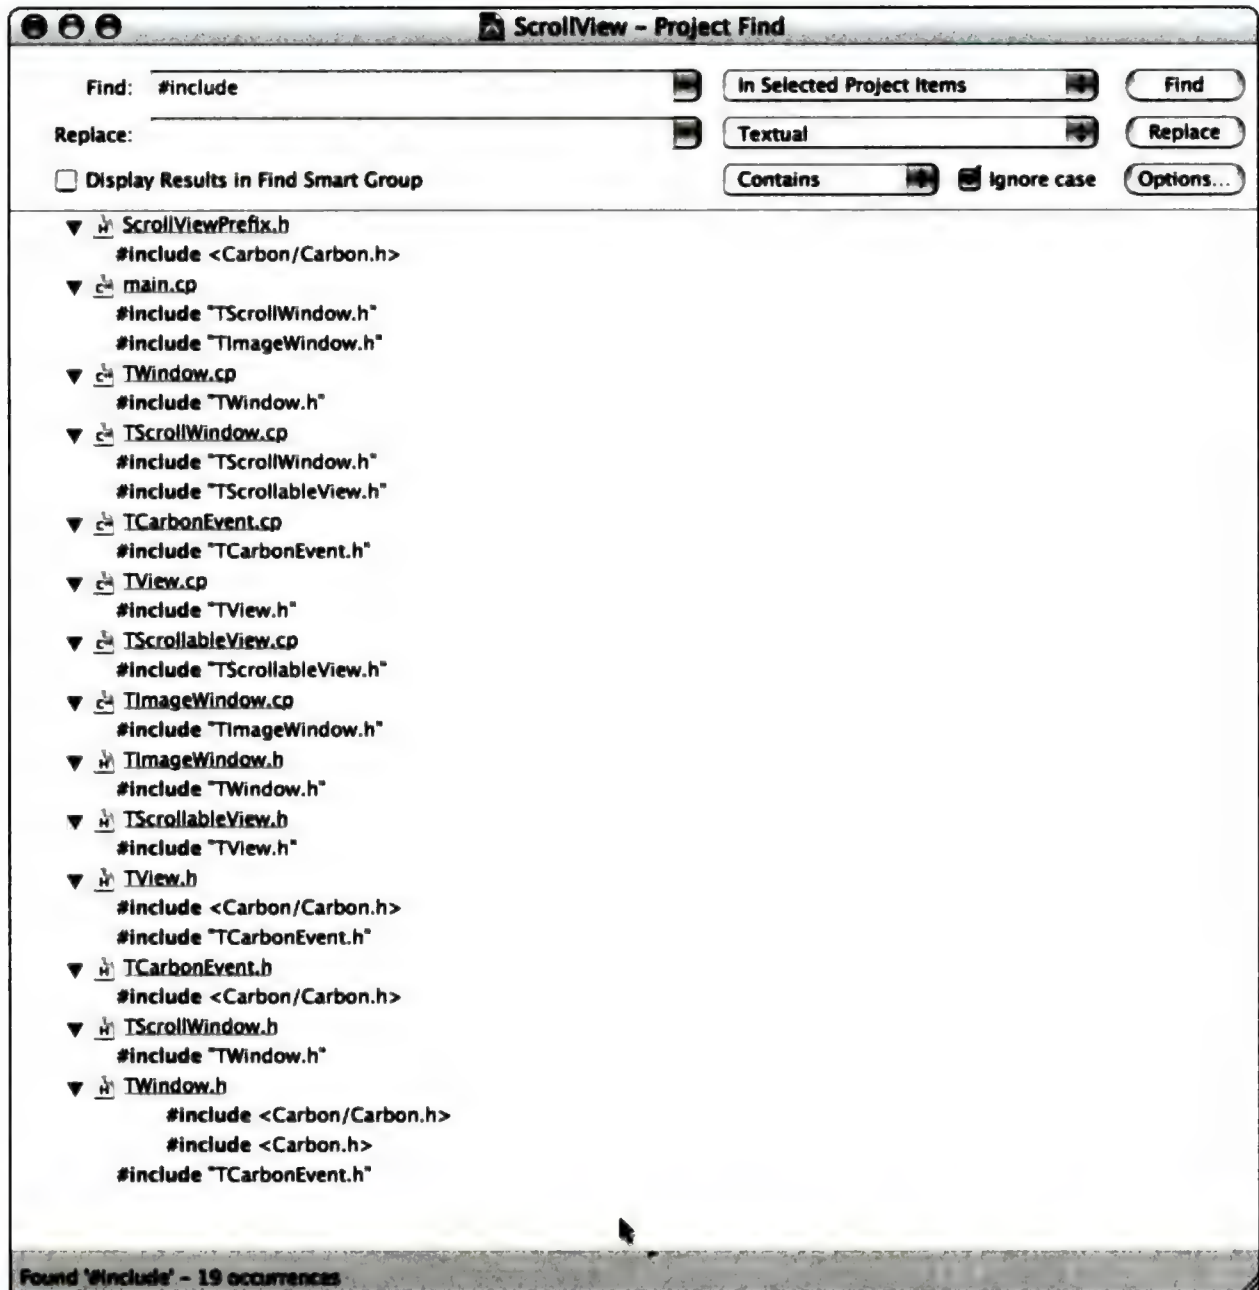 ScrollView – Project Find
Find: #include In Selected Project Items Find
Replace: Textual Replace
Display Results in Find Smart Group Contains Ignore case Options...
ScrollViewPrefix.h
#include <Carbon/Carbon.h>
main.cp
#include "TScrollWindow.h"
#include "TImageWindow.h"
TWindow.cp
#include "TWindow.h"
TScrollWindow.cp
#include "TScrollWindow.h"
#include "TScrollableView.h"
TCarbonEvent.cp
#include "TCarbonEvent.h"
TView.cp
#include "TView.h"
TScrollableView.cp
#include "TScrollableView.h"
TImageWindow.cp
#include "TImageWindow.h"
TImageWindow.h
#include "TWindow.h"
TScrollableView.h
#include "TView.h"
TView.h
#include <Carbon/Carbon.h>
#include "TCarbonEvent.h"
TCarbonEvent.h
#include <Carbon/Carbon.h>
TScrollWindow.h
#include "TWindow.h"
TWindow.h
#include <Carbon/Carbon.h>
#include <Carbon.h>
#include "TCarbonEvent.h"
Found '#include' – 19 occurrences